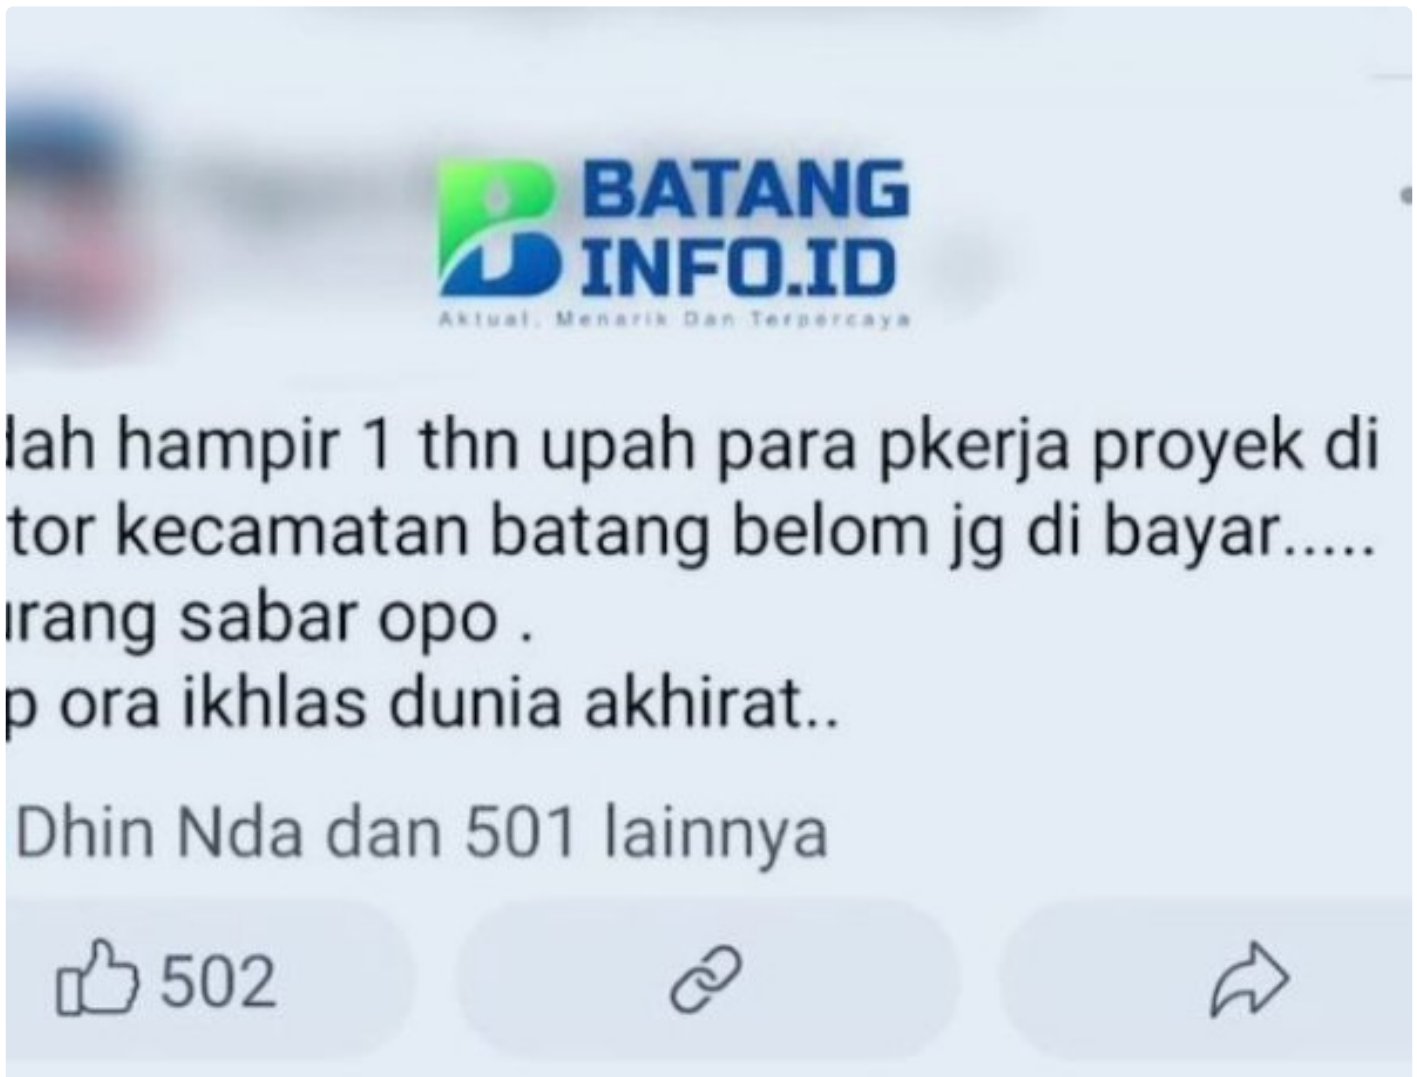 BATANG
INFO.ID
Aktual, Menarik Dan Terpercaya
dah hampir 1 thn upah para pkerja proyek di
tor kecamatan batang belom jg di bayar.....
urang sabar opo .
p ora ikhlas dunia akhirat..
Dhin Nda dan 501 lainnya
502